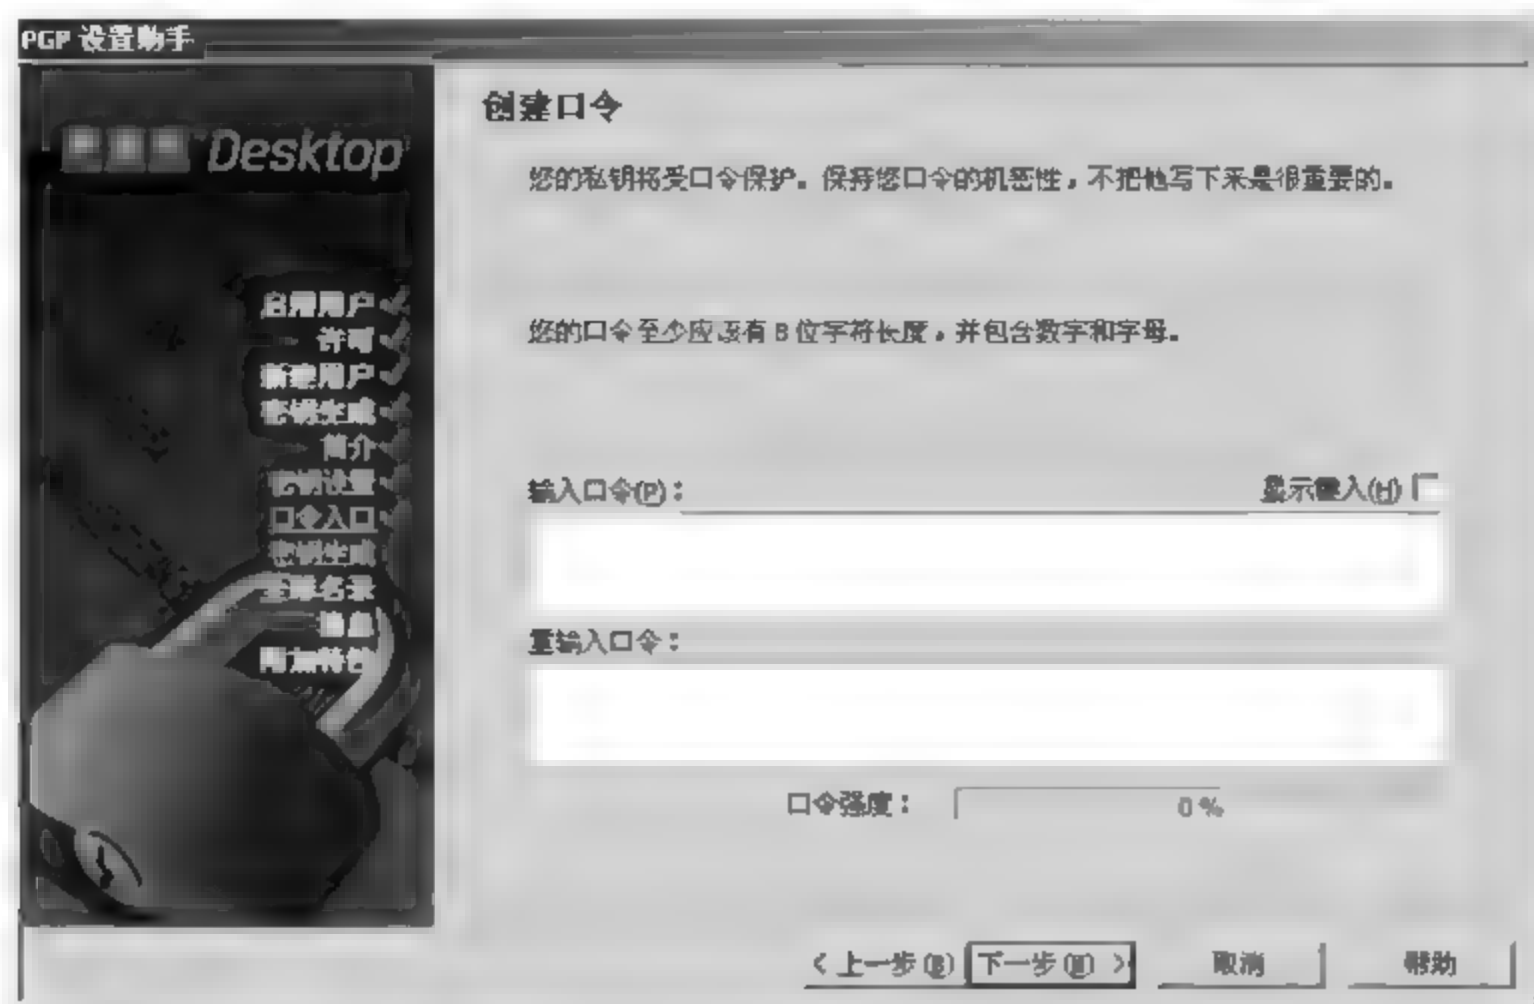 PGP 设置助手
Desktop
启用用户
许可
新建用户
密钥生成
简介
密钥设置
口令入口
密钥生成
全球名录
信息
附加特性
创建口令
您的私钥将受口令保护。保持您口令的机密性，不把他写下来是很重要的。
您的口令至少应该有 8 位字符长度，并包含数字和字母。
输入口令(P)：
显示键入(H)
重输入口令：
口令强度：
0 %
< 上一步(B)
下一步(N) >
取消
帮助